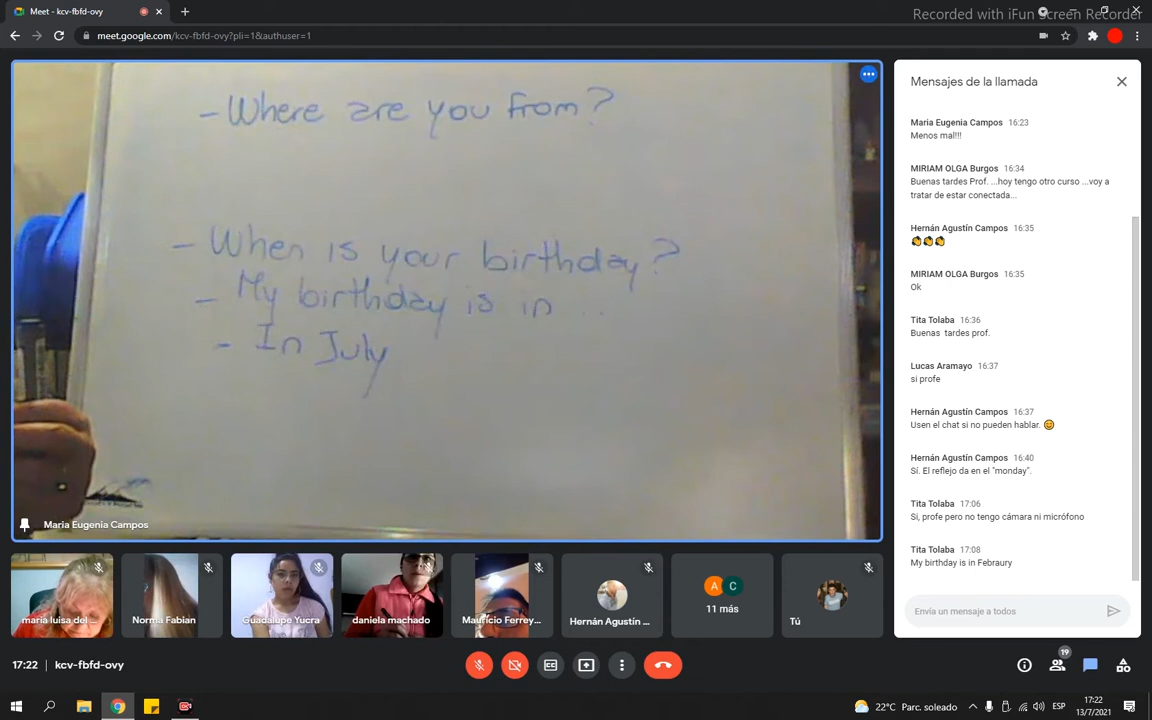 Meet - kcv-fbfd-ovy
Recorded with iFun Screen Recorder
meet.google.com/kcv-fbfd-ovy?pli=1&authuser=1
- Where are you from?
- When is your birthday?
- My birthday is in ...
- In July
Maria Eugenia Campos
Mensajes de la llamada
Maria Eugenia Campos 16:23
Menos mal!!!
MIRIAM OLGA Burgos 16:34
Buenas tardes Prof. ...hoy tengo otro curso ...voy a
tratar de estar conectada...
Hernán Agustín Campos 16:35
👏👏👏
MIRIAM OLGA Burgos 16:35
Ok
Tita Tolaba 16:36
Buenas tardes prof.
Lucas Aramayo 16:37
si profe
Hernán Agustín Campos 16:37
Usen el chat si no pueden hablar. 😊
Hernán Agustín Campos 16:40
Sí. El reflejo da en el "monday".
Tita Tolaba 17:06
Si, profe pero no tengo cámara ni micrófono
Tita Tolaba 17:08
My birthday is in Febraury
Envía un mensaje a todos
maria luisa del ...
Norma Fabian
Guadalupe Yucra
daniela machado
Mauricio Ferrey...
Hernán Agustín ...
A C
11 más
Tú
17:22 | kcv-fbfd-ovy
19
22°C Parc. soleado
ESP
17:22
13/7/2021